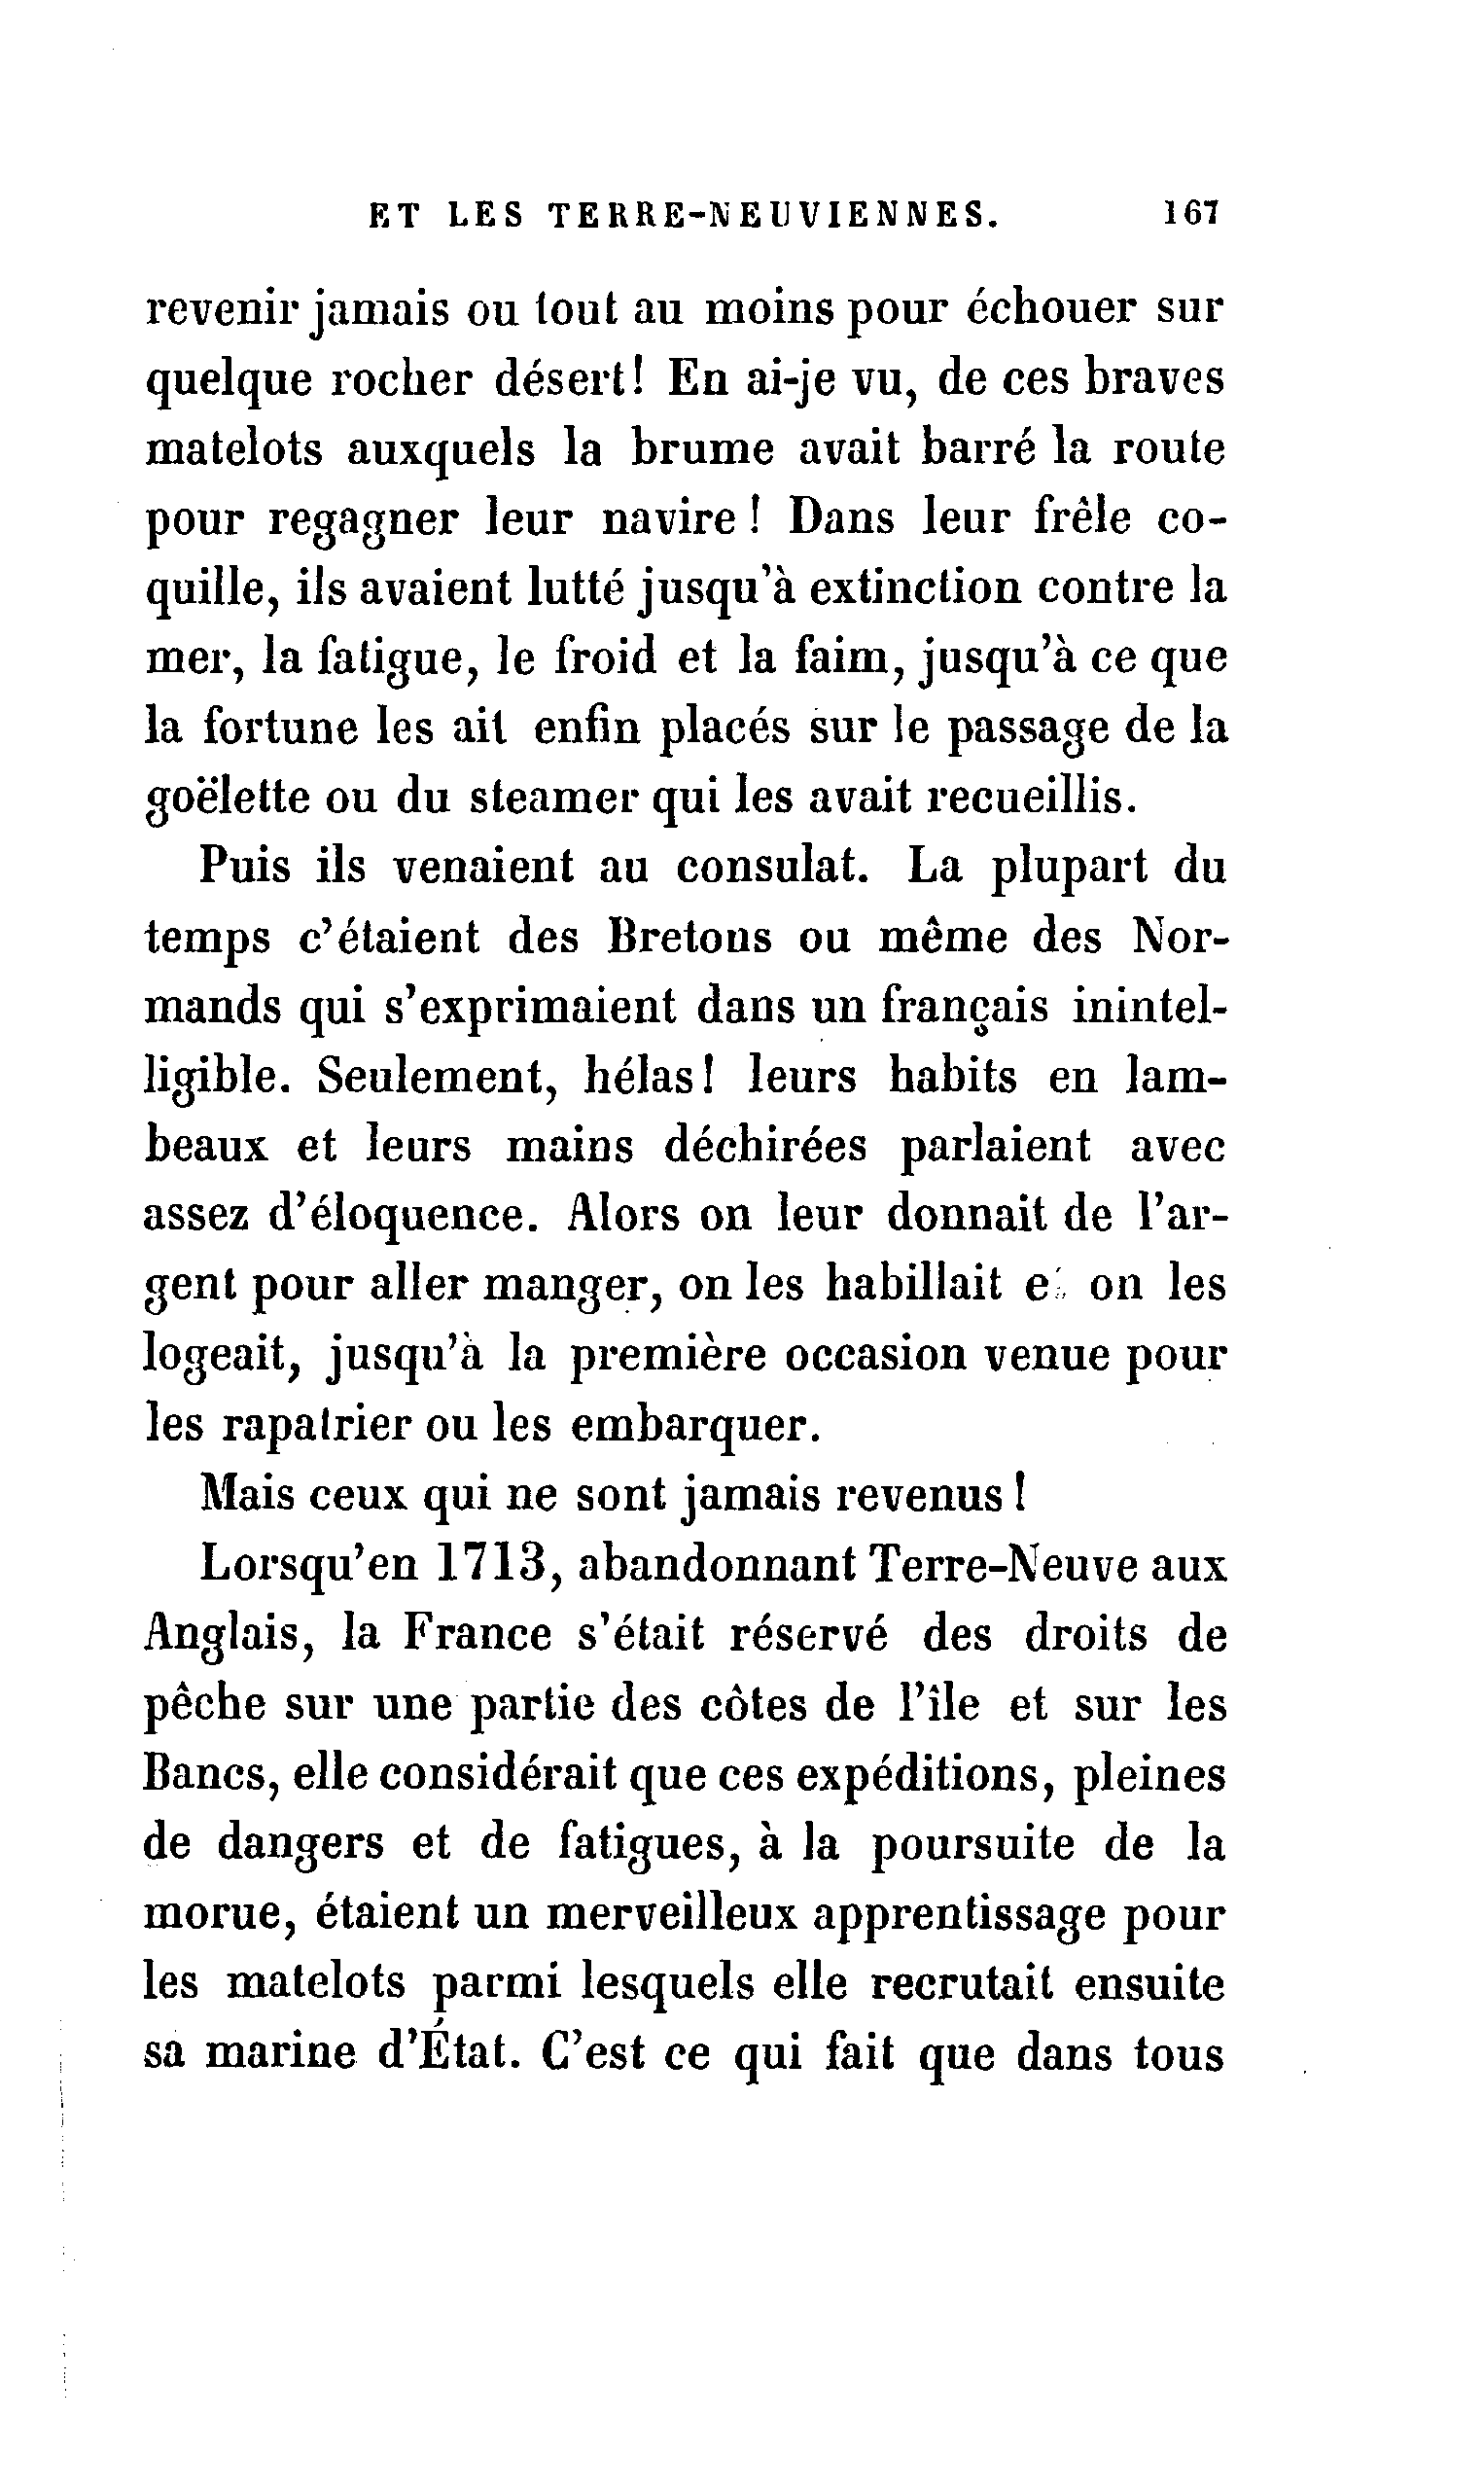 ET LES TERRE-NEUVIENNES. 167
revenir jamais ou tout au moins pour échouer sur
quelque rocher désert! En ai-je vu, de ces braves
matelots auxquels la brume avait barré la route
pour regagner leur navire ! Dans leur frêle co-
quille, ils avaient lutté jusqu'à extinction contre la
mer, la fatigue, le froid et la faim, jusqu'à ce que
la fortune les ait enfin placés sur le passage de la
goëlette ou du steamer qui les avait recueillis.
Puis ils venaient au consulat. La plupart du
temps c'étaient des Bretons ou même des Nor-
mands qui s'exprimaient dans un français inintel-
ligible. Seulement, hélas! leurs habits en lam-
beaux et leurs mains déchirées parlaient avec
assez d'éloquence. Alors on leur donnait de l'ar-
gent pour aller manger, on les habillait et on les
logeait, jusqu'à la première occasion venue pour
les rapatrier ou les embarquer.
Mais ceux qui ne sont jamais revenus !
Lorsqu'en 1713, abandonnant Terre-Neuve aux
Anglais, la France s'était réservé des droits de
pêche sur une partie des côtes de l'île et sur les
Bancs, elle considérait que ces expéditions, pleines
de dangers et de fatigues, à la poursuite de la
morue, étaient un merveilleux apprentissage pour
les matelots parmi lesquels elle recrutait ensuite
sa marine d'État. C'est ce qui fait que dans tous